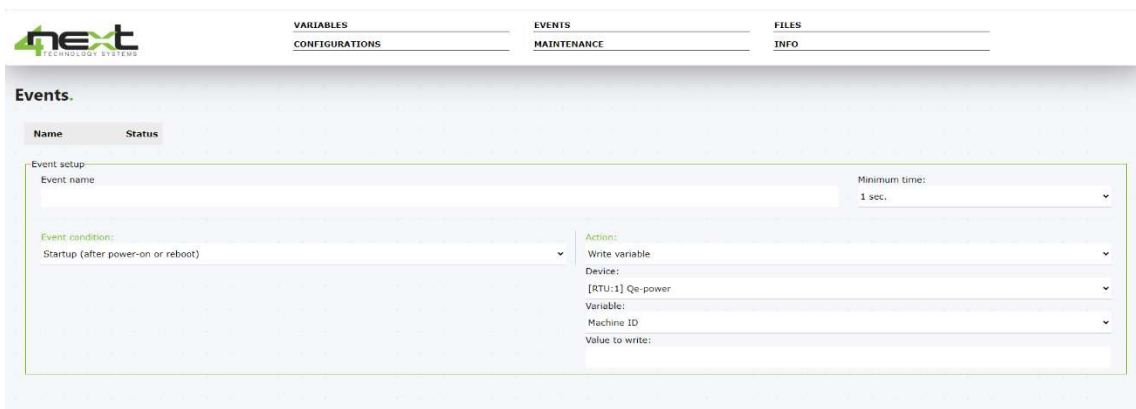 4next
TECHNOLOGY SYSTEMS
VARIABLES EVENTS FILES
CONFIGURATIONS MAINTENANCE INFO
Events.
Name Status
Event setup
Event name Minimum time:
1 sec.
Event condition: Action:
Startup (after power-on or reboot) Write variable
Device:
[RTU:1] Qe-power
Variable:
Machine ID
Value to write: